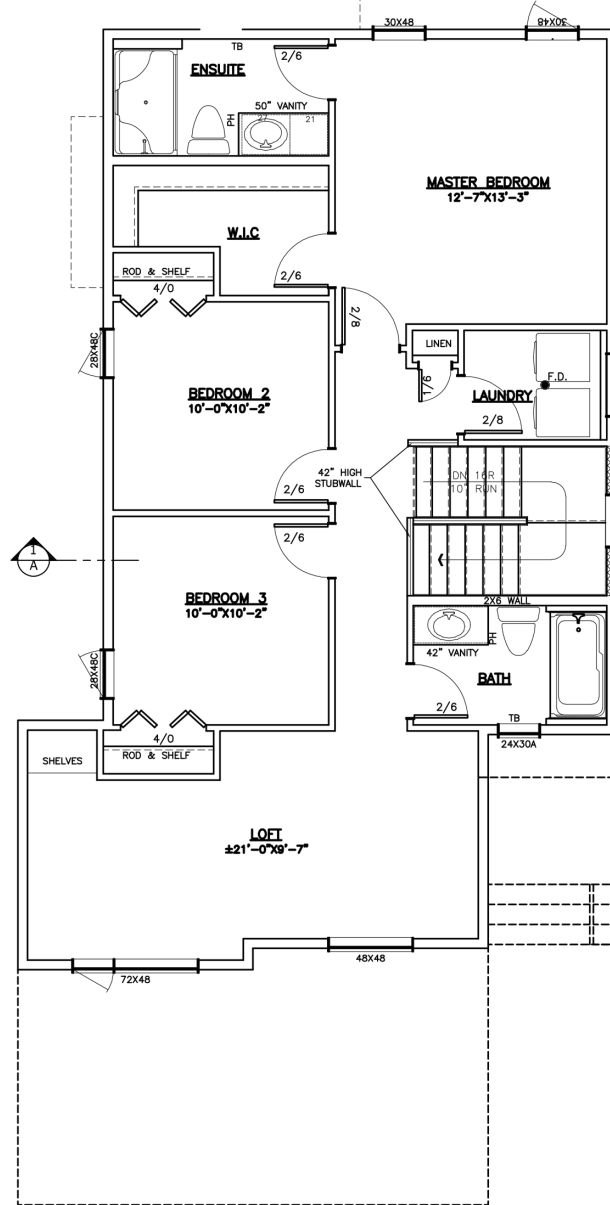 30X48
30X48
TB
2/6
ENSUITE
50" VANITY
PH
27
21
MASTER BEDROOM
12'-7"X13'-3"
W.I.C
ROD & SHELF
4/0
2/6
2/8
28X48C
LINEN
1/6
LAUNDRY
F.D.
2/8
BEDROOM 2
10'-0"X10'-2"
2/6
42" HIGH
STUBWALL
DN 16R
10" RUN
2/6
1
A
BEDROOM 3
10'-0"X10'-2"
2X6 WALL
PH
42" VANITY
28X48C
BATH
2/6
TB
24X30A
4/0
ROD & SHELF
SHELVES
LOFT
±21'-0"X9'-7"
48X48
72X48